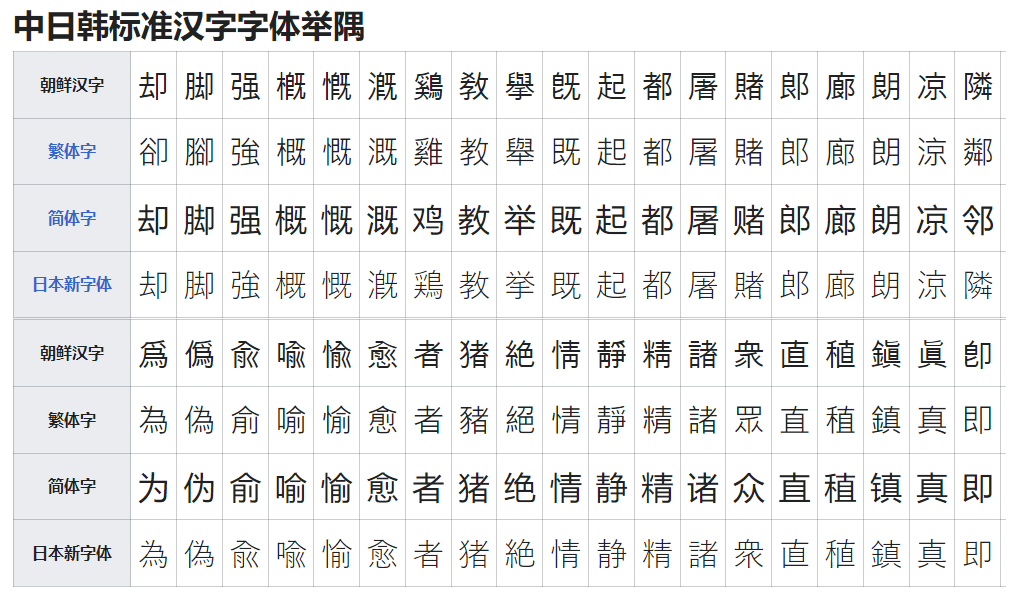 中日韩标准汉字字体举隅
朝鲜汉字 却 脚 强 槪 慨 漑 鷄 敎 擧 旣 起 都 屠 賭 郎 廊 朗 凉 隣
繁体字 卻 腳 強 概 慨 溉 雞 教 舉 既 起 都 屠 賭 郎 廊 朗 涼 鄰
简体字 却 脚 强 概 慨 溉 鸡 教 举 既 起 都 屠 赌 郎 廊 朗 凉 邻
日本新字体 却 脚 強 概 慨 漑 鶏 教 挙 既 起 都 屠 賭 郎 廊 朗 涼 隣
朝鲜汉字 爲 僞 兪 喩 愉 愈 者 猪 絶 情 靜 精 諸 衆 直 稙 鎭 眞 卽
繁体字 為 偽 俞 喻 愉 愈 者 豬 絕 情 靜 精 諸 眾 直 稙 鎮 真 即
简体字 为 伪 俞 喻 愉 愈 者 猪 绝 情 静 精 诸 众 直 稙 镇 真 即
日本新字体 為 偽 兪 喩 愉 愈 者 猪 絶 情 静 精 諸 衆 直 稙 鎮 真 即